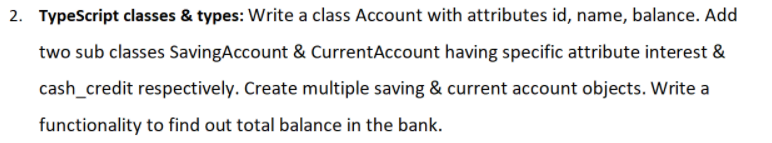 2. TypeScript classes & types: Write a class Account with attributes id, name, balance. Add
two sub classes SavingAccount & CurrentAccount having specific attribute interest &
cash_credit respectively. Create multiple saving & current account objects. Write a
functionality to find out total balance in the bank.